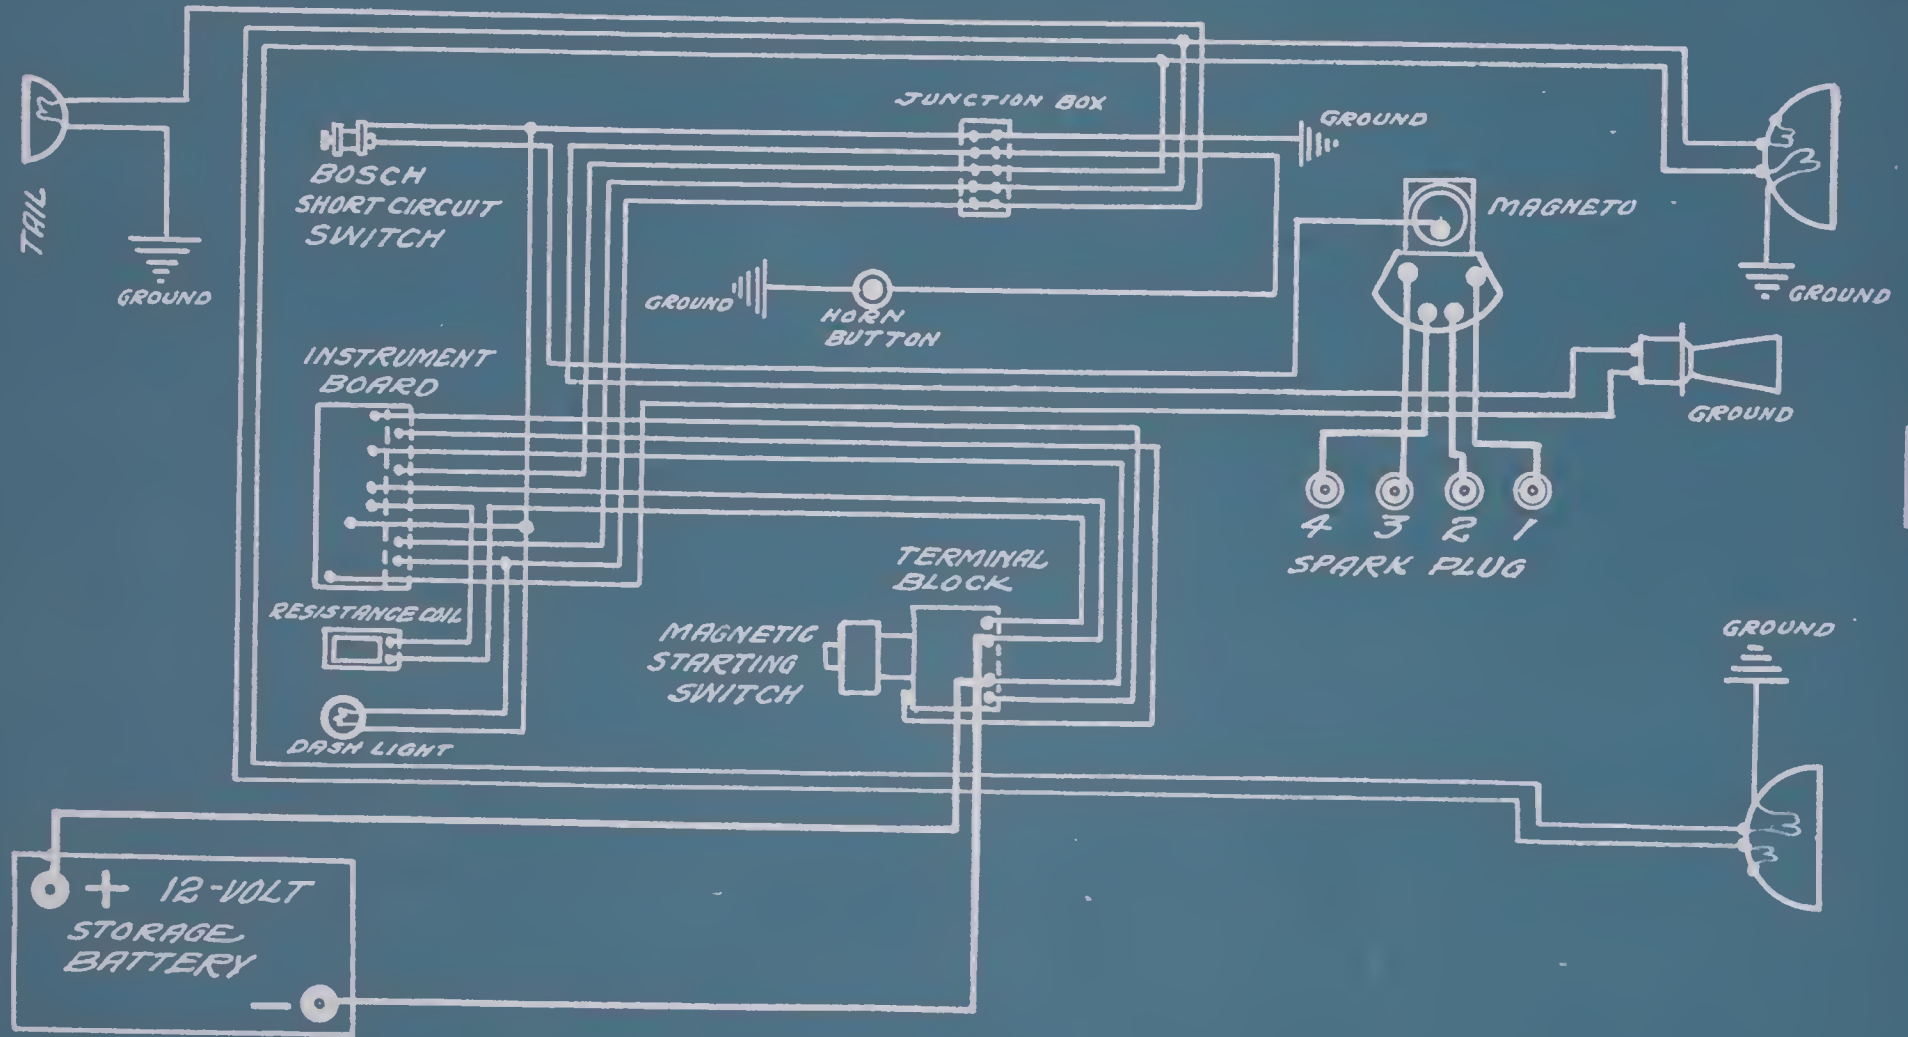 TAIL
GROUND
BOSCH
SHORT CIRCUIT
SWITCH
JUNCTION BOX
GROUND
MAGNETO
GROUND
GROUND
HORN
BUTTON
INSTRUMENT
BOARD
GROUND
4 3 2 1
SPARK PLUG
RESISTANCE COIL
TERMINAL
BLOCK
MAGNETIC
STARTING
SWITCH
DASH LIGHT
GROUND
+ 12-VOLT
STORAGE
BATTERY
−